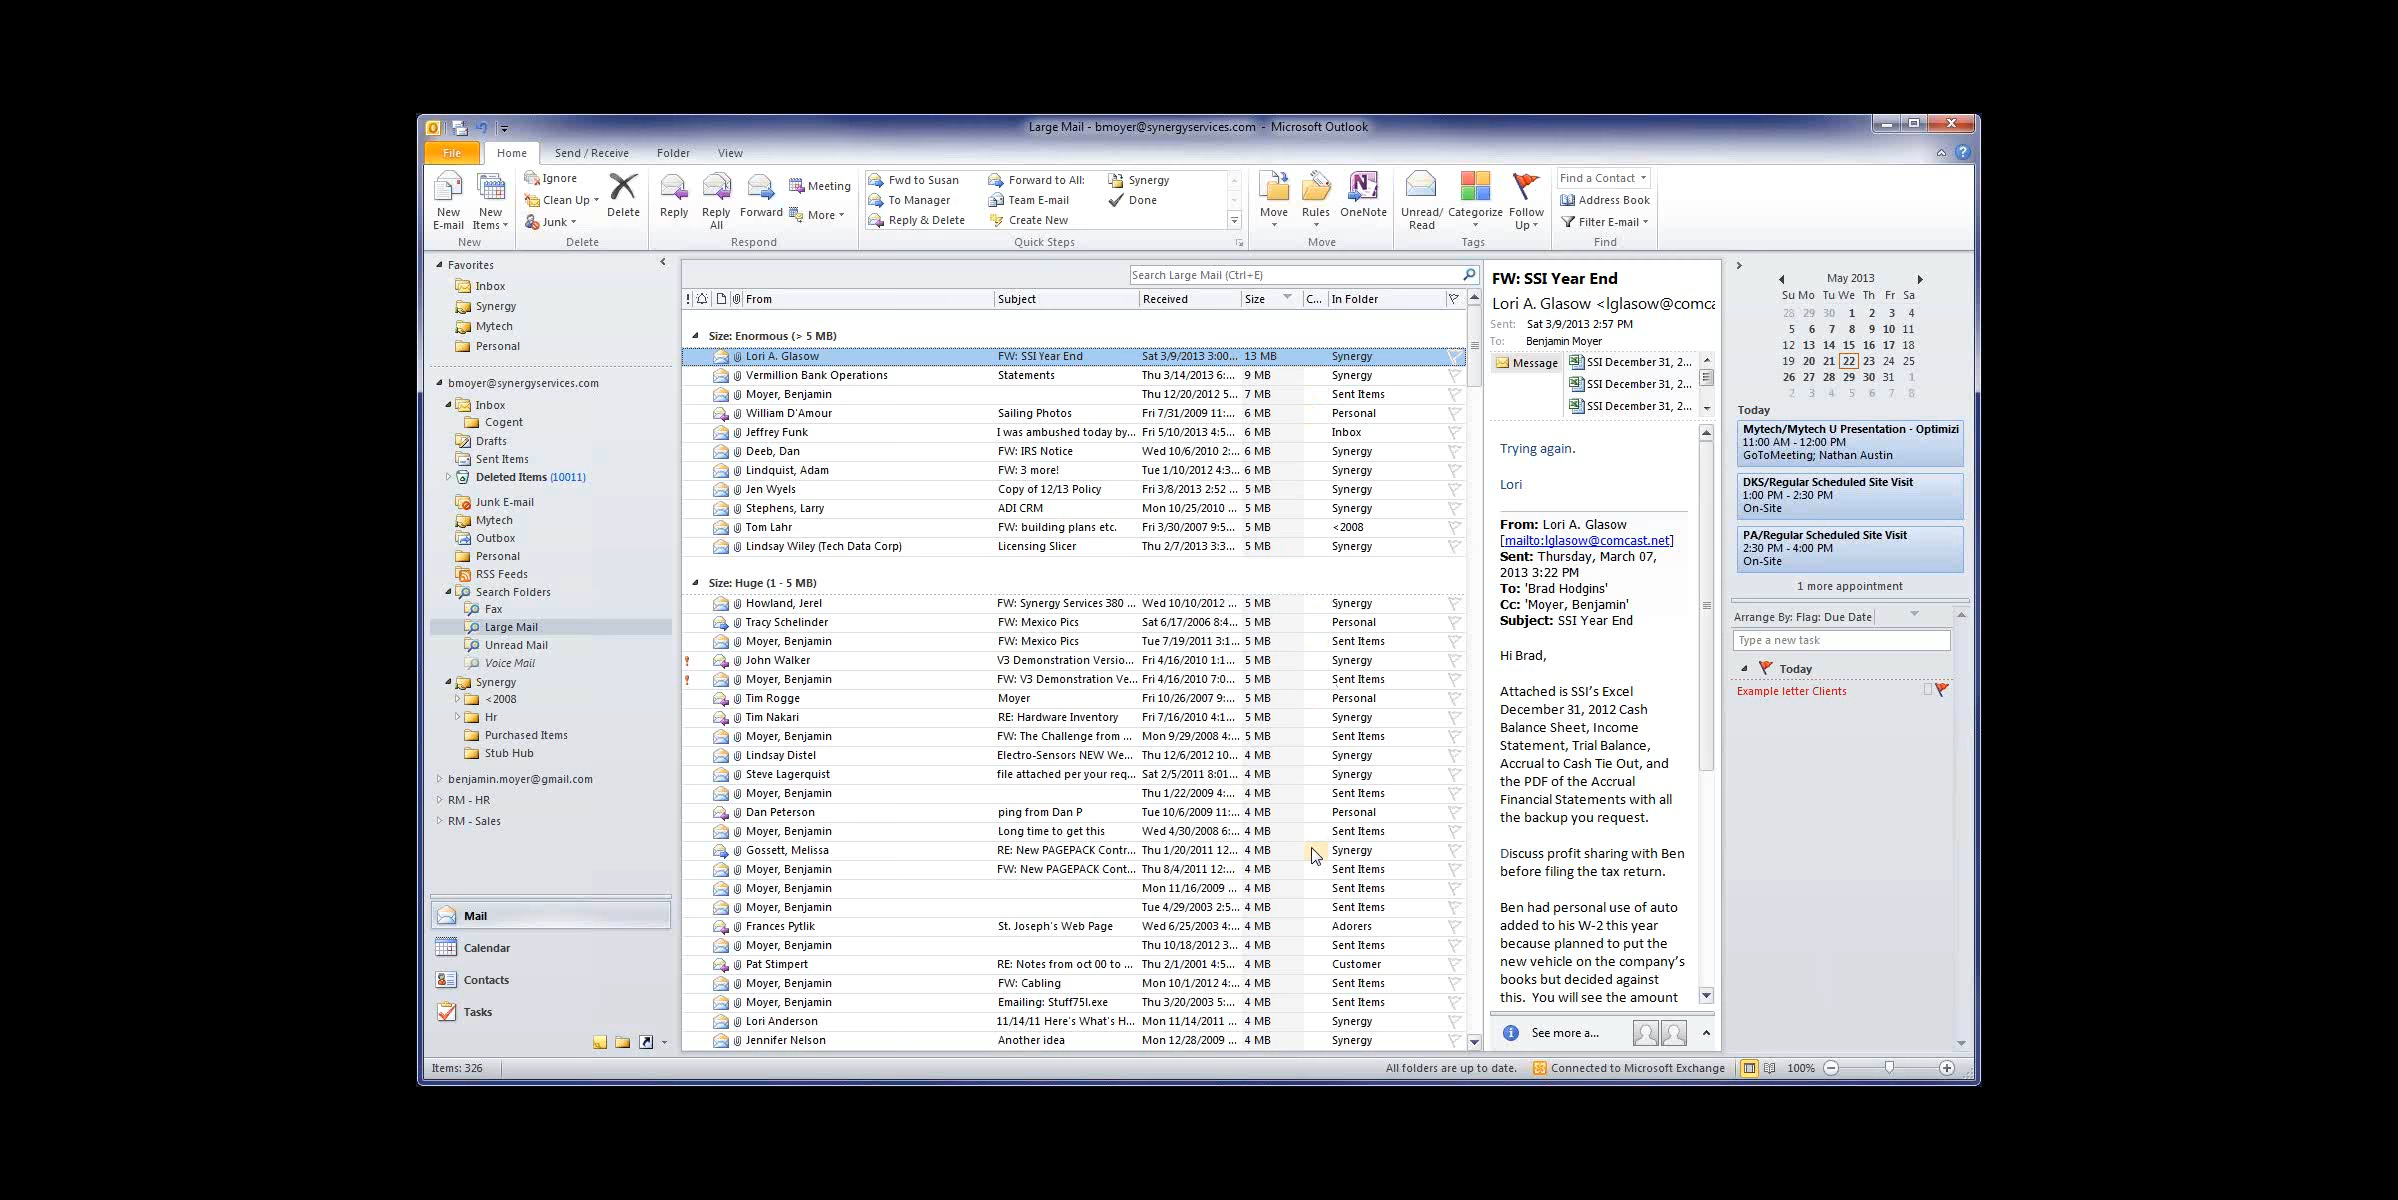 Large Mail - bmoyer@synergyservices.com - Microsoft Outlook
File Home Send / Receive Folder View
New E-mail
New Items
New
Ignore
Clean Up
Junk
Delete
Delete
Reply
Reply All
Forward
Meeting
More
Respond
Fwd to Susan
To Manager
Reply & Delete
Forward to All:
Team E-mail
Create New
Synergy
Done
Quick Steps
Move
Rules
OneNote
Move
Unread/ Read
Categorize
Follow Up
Tags
Find a Contact
Address Book
Filter E-mail
Find
Favorites
Inbox
Synergy
Mytech
Personal
bmoyer@synergyservices.com
Inbox
Cogent
Drafts
Sent Items
Deleted Items (10011)
Junk E-mail
Mytech
Outbox
Personal
RSS Feeds
Search Folders
Fax
Large Mail
Unread Mail
Voice Mail
Synergy
<2008
Hr
Purchased Items
Stub Hub
benjamin.moyer@gmail.com
RM - HR
RM - Sales
Mail
Calendar
Contacts
Tasks
Search Large Mail (Ctrl+E)
From Subject Received Size C... In Folder
Size: Enormous (> 5 MB)
Lori A. Glasow FW: SSI Year End Sat 3/9/2013 3:00... 13 MB Synergy
Vermillion Bank Operations Statements Thu 3/14/2013 6:... 9 MB Synergy
Moyer, Benjamin Thu 12/20/2012 5... 7 MB Sent Items
William D'Amour Sailing Photos Fri 7/31/2009 11:... 6 MB Personal
Jeffrey Funk I was ambushed today by... Fri 5/10/2013 4:5... 6 MB Inbox
Deeb, Dan FW: IRS Notice Wed 10/6/2010 2:... 6 MB Synergy
Lindquist, Adam FW: 3 more! Tue 1/10/2012 4:3... 6 MB Synergy
Jen Wyels Copy of 12/13 Policy Fri 3/8/2013 2:52 ... 5 MB Synergy
Stephens, Larry ADI CRM Mon 10/25/2010 ... 5 MB Synergy
Tom Lahr FW: building plans etc. Fri 3/30/2007 9:5... 5 MB <2008
Lindsay Wiley (Tech Data Corp) Licensing Slicer Thu 2/7/2013 3:3... 5 MB Synergy
Size: Huge (1 - 5 MB)
Howland, Jerel FW: Synergy Services 380 ... Wed 10/10/2012 ... 5 MB Synergy
Tracy Schelinder FW: Mexico Pics Sat 6/17/2006 8:4... 5 MB Personal
Moyer, Benjamin FW: Mexico Pics Tue 7/19/2011 3:1... 5 MB Sent Items
John Walker V3 Demonstration Versio... Fri 4/16/2010 1:1... 5 MB Synergy
Moyer, Benjamin FW: V3 Demonstration Ve... Fri 4/16/2010 7:0... 5 MB Sent Items
Tim Rogge Moyer Fri 10/26/2007 9:... 5 MB Personal
Tim Nakari RE: Hardware Inventory Fri 7/16/2010 4:1... 5 MB Synergy
Moyer, Benjamin FW: The Challenge from ... Mon 9/29/2008 4:... 5 MB Sent Items
Lindsay Distel Electro-Sensors NEW We... Thu 12/6/2012 10... 4 MB Synergy
Steve Lagerquist file attached per your req... Sat 2/5/2011 8:01... 4 MB Synergy
Moyer, Benjamin Thu 1/22/2009 4:... 4 MB Sent Items
Dan Peterson ping from Dan P Tue 10/6/2009 11:... 4 MB Personal
Moyer, Benjamin Long time to get this Wed 4/30/2008 6:... 4 MB Sent Items
Gossett, Melissa RE: New PAGEPACK Contr... Thu 1/20/2011 12... 4 MB Synergy
Moyer, Benjamin FW: New PAGEPACK Cont... Thu 8/4/2011 12:... 4 MB Sent Items
Moyer, Benjamin Mon 11/16/2009 ... 4 MB Sent Items
Moyer, Benjamin Tue 4/29/2003 2:5... 4 MB Sent Items
Frances Pytlik St. Joseph's Web Page Wed 6/25/2003 4:... 4 MB Adorers
Moyer, Benjamin Thu 10/18/2012 3... 4 MB Sent Items
Pat Stimpert RE: Notes from oct 00 to ... Thu 2/1/2001 4:5... 4 MB Customer
Moyer, Benjamin FW: Cabling Mon 10/1/2012 4:... 4 MB Sent Items
Moyer, Benjamin Emailing: Stuff75I.exe Thu 3/20/2003 5:... 4 MB Sent Items
Lori Anderson 11/14/11 Here's What's H... Mon 11/14/2011 ... 4 MB Synergy
Jennifer Nelson Another idea Mon 12/28/2009 ... 4 MB Synergy
FW: SSI Year End
Lori A. Glasow <lglasow@comca
Sent: Sat 3/9/2013 2:57 PM
To: Benjamin Moyer
Message
SSI December 31, 2...
SSI December 31, 2...
SSI December 31, 2...
Trying again.
Lori
From: Lori A. Glasow
[mailto:lglasow@comcast.net]
Sent: Thursday, March 07,
2013 3:22 PM
To: 'Brad Hodgins'
Cc: 'Moyer, Benjamin'
Subject: SSI Year End
Hi Brad,
Attached is SSI's Excel
December 31, 2012 Cash
Balance Sheet, Income
Statement, Trial Balance,
Accrual to Cash Tie Out, and
the PDF of the Accrual
Financial Statements with all
the backup you request.
Discuss profit sharing with Ben
before filing the tax return.
Ben had personal use of auto
added to his W-2 this year
because planned to put the
new vehicle on the company's
books but decided against
this. You will see the amount
See more a...
May 2013
Su Mo Tu We Th Fr Sa
28 29 30 1 2 3 4
5 6 7 8 9 10 11
12 13 14 15 16 17 18
19 20 21 22 23 24 25
26 27 28 29 30 31 1
2 3 4 5 6 7 8
Today
Mytech/Mytech U Presentation - Optimizi
11:00 AM - 12:00 PM
GoToMeeting; Nathan Austin
DKS/Regular Scheduled Site Visit
1:00 PM - 2:30 PM
On-Site
PA/Regular Scheduled Site Visit
2:30 PM - 4:00 PM
On-Site
1 more appointment
Arrange By: Flag: Due Date
Type a new task
Today
Example letter Clients
Items: 326
All folders are up to date. Connected to Microsoft Exchange 100%